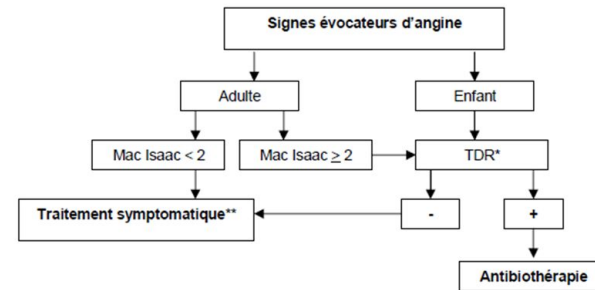 Signes évocateurs d'angine
Adulte
Enfant
Mac Isaac < 2
Mac Isaac ≥ 2
TDR*
Traitement symptomatique**
-
+
Antibiothérapie